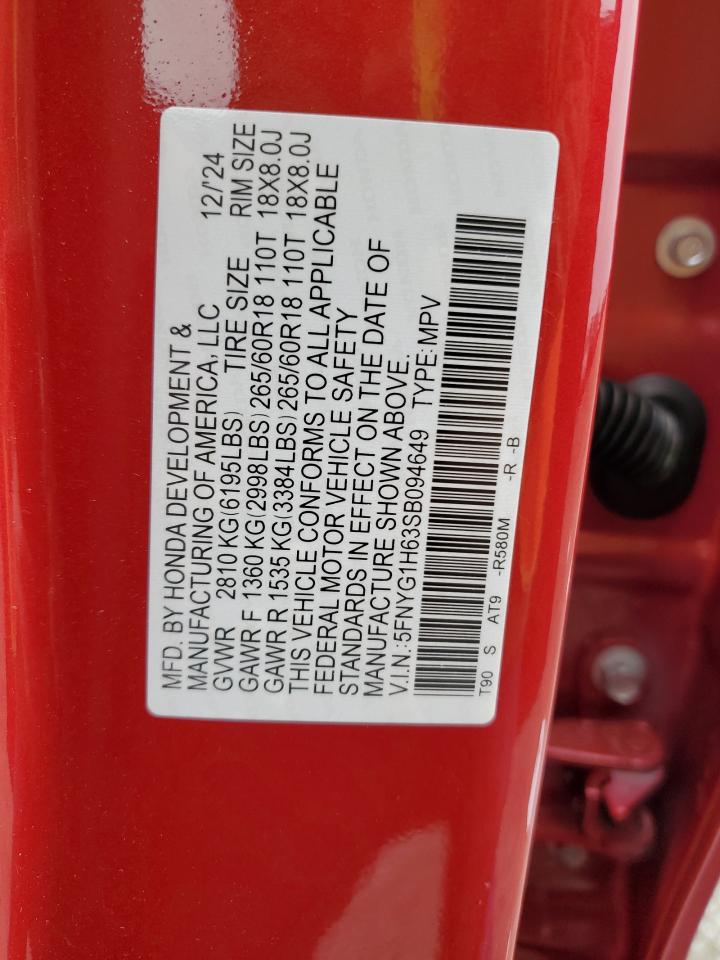 MFD. BY HONDA DEVELOPMENT &
MANUFACTURING OF AMERICA, LLC 12/'24
GVWR 2810 KG(6195LBS) TIRE SIZE RIM SIZE
GAWR F 1360 KG(2998LBS) 265/60R18 110T 18X8.0J
GAWR R 1535 KG(3384LBS) 265/60R18 110T 18X8.0J
THIS VEHICLE CONFORMS TO ALL APPLICABLE
FEDERAL MOTOR VEHICLE SAFETY
STANDARDS IN EFFECT ON THE DATE OF
MANUFACTURE SHOWN ABOVE.
V.I.N.:5FNYG1H63SB094649 TYPE:MPV
T90 S AT9 -R580M -R -B